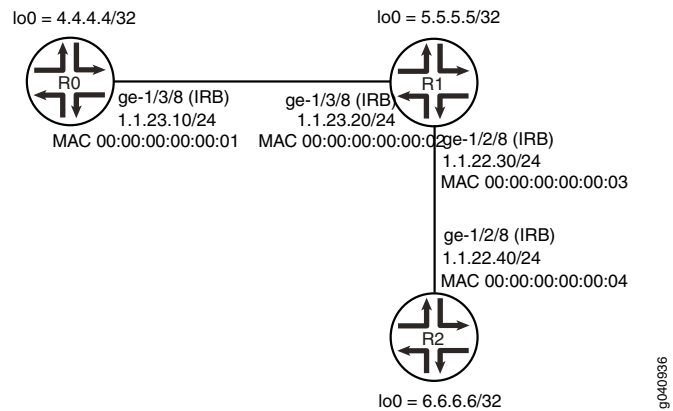 lo0 = 4.4.4.4/32
lo0 = 5.5.5.5/32
R0
R1
ge-1/3/8 (IRB)
1.1.23.10/24
MAC 00:00:00:00:00:01
ge-1/3/8 (IRB)
1.1.23.20/24
MAC 00:00:00:00:00:02
ge-1/2/8 (IRB)
1.1.22.30/24
MAC 00:00:00:00:00:03
ge-1/2/8 (IRB)
1.1.22.40/24
MAC 00:00:00:00:00:04
R2
lo0 = 6.6.6.6/32
g040936